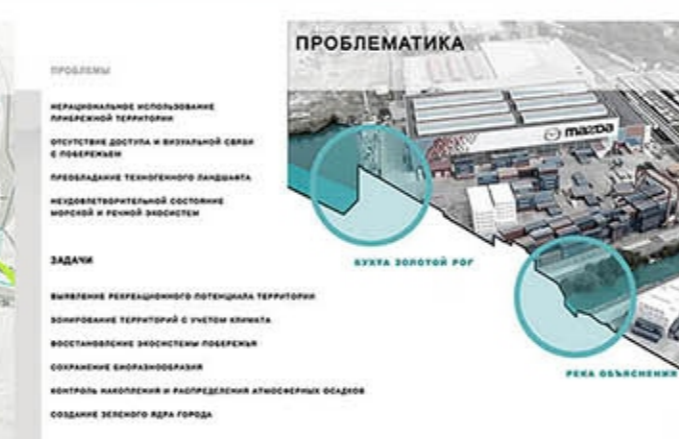 ПРОБЛЕМЫ
НЕРАЦИОНАЛЬНОЕ ИСПОЛЬЗОВАНИЕ
ПРИБРЕЖНОЙ ТЕРРИТОРИИ
ОТСУТСТВИЕ ДОСТУПА И ВИЗУАЛЬНОЙ СВЯЗИ
С ПОБЕРЕЖЬЕМ
ПРЕОБЛАДАНИЕ ТЕХНОГЕННОГО ЛАНДШАФТА
НЕУДОВЛЕТВОРИТЕЛЬНОЙ СОСТОЯНИЕ
МОРСКОЙ И РЕЧНОЙ ЭКОСИСТЕМ
ЗАДАЧИ
ВЫЯВЛЕНИЕ РЕКРЕАЦИОННОГО ПОТЕНЦИАЛА ТЕРРИТОРИИ
ЗОНИРОВАНИЕ ТЕРРИТОРИЙ С УЧЕТОМ КЛИМАТА
ВОССТАНОВЛЕНИЕ ЭКОСИСТЕМЫ ПОБЕРЕЖЬЯ
СОХРАНЕНИЕ БИОРАЗНООБРАЗИЯ
КОНТРОЛЬ НАКОПЛЕНИЯ И РАСПРЕДЕЛЕНИЯ АТМОСФЕРНЫХ ОСАДКОВ
СОЗДАНИЕ ЗЕЛЕНОГО ЯДРА ГОРОДА
ПРОБЛЕМАТИКА
mazda
БУХТА ЗОЛОТОЙ РОГ
РЕКА ОБЪЯСНЕНИЯ